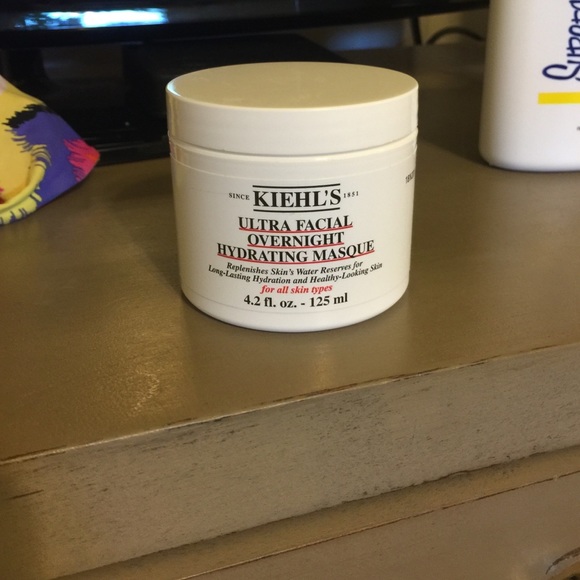 SINCE KIEHL'S 1851
ULTRA FACIAL
OVERNIGHT
HYDRATING MASQUE
Replenishes Skin's Water Reserves for
Long-Lasting Hydration and Healthy-Looking Skin
for all skin types
4.2 fl. oz. - 125 ml